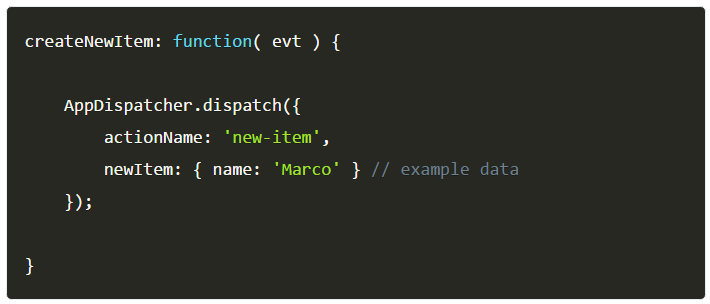 createNewItem: function( evt ) {
AppDispatcher.dispatch({
actionName: 'new-item',
newItem: { name: 'Marco' } // example data
});
}